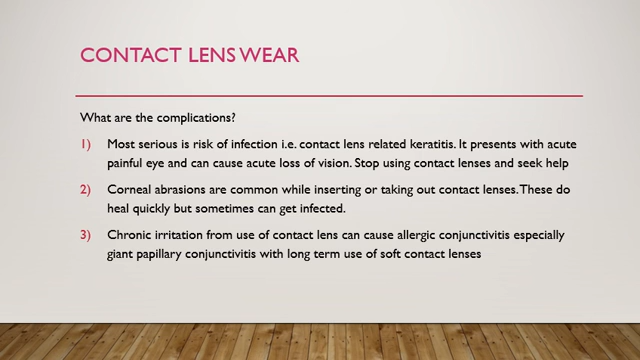 CONTACT LENS WEAR
What are the complications?
1) Most serious is risk of infection i.e. contact lens related keratitis. It presents with acute
painful eye and can cause acute loss of vision. Stop using contact lenses and seek help
2) Corneal abrasions are common while inserting or taking out contact lenses. These do
heal quickly but sometimes can get infected.
3) Chronic irritation from use of contact lens can cause allergic conjunctivitis especially
giant papillary conjunctivitis with long term use of soft contact lenses